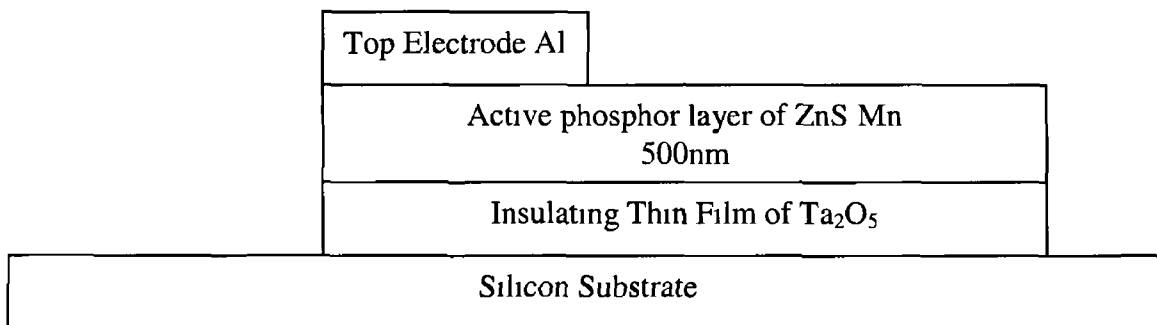 Top Electrode Al
Active phosphor layer of ZnS Mn
500nm
Insulating Thin Film of Ta₂O₅
Silicon Substrate